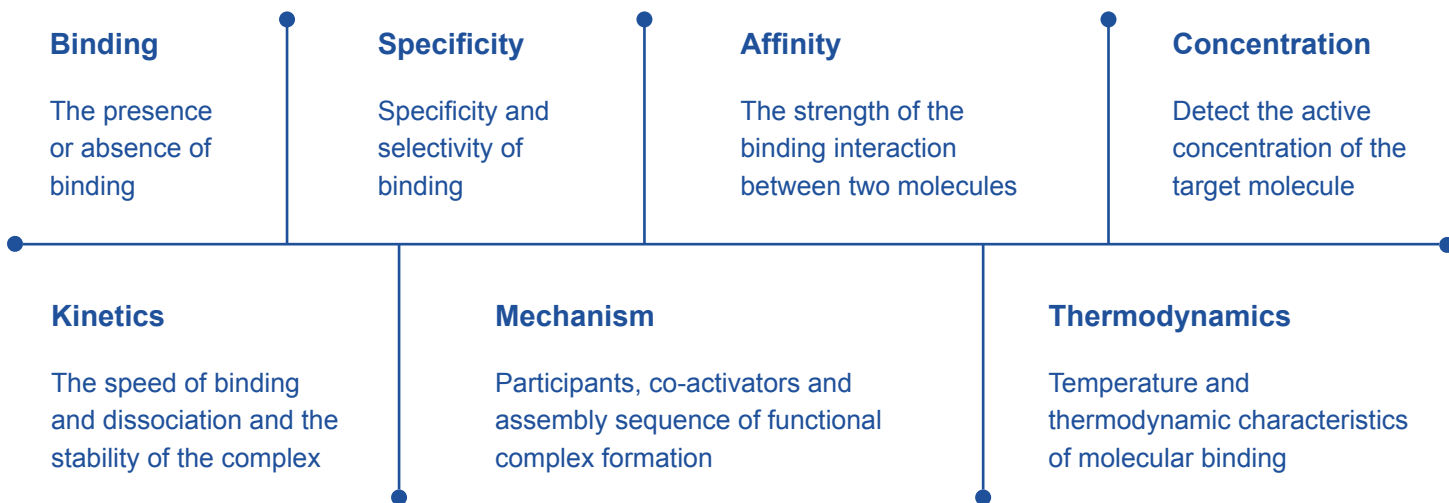 Binding
The presence
or absence of
binding
Specificity
Specificity and
selectivity of
binding
Affinity
The strength of the
binding interaction
between two molecules
Concentration
Detect the active
concentration of the
target molecule
Kinetics
The speed of binding
and dissociation and the
stability of the complex
Mechanism
Participants, co-activators and
assembly sequence of functional
complex formation
Thermodynamics
Temperature and
thermodynamic characteristics
of molecular binding